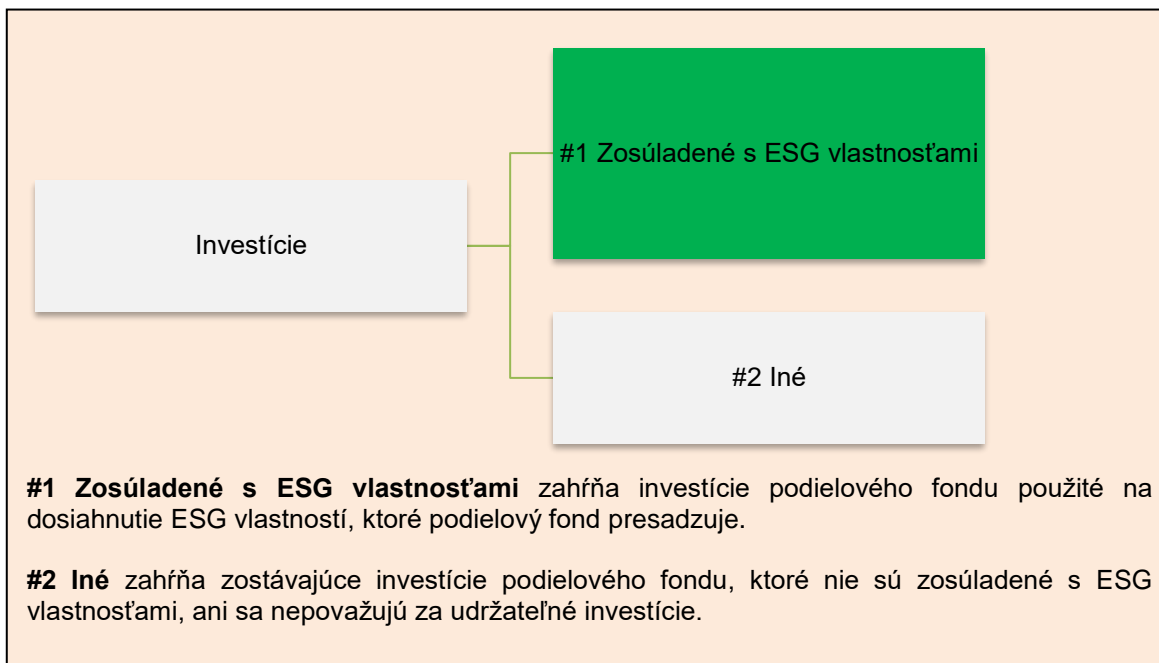 #1 Zosúladené s ESG vlastnosťami
Investície
#2 Iné
#1 Zosúladené s ESG vlastnosťami zahŕňa investície podielového fondu použité na
dosiahnutie ESG vlastností, ktoré podielový fond presadzuje.
#2 Iné zahŕňa zostávajúce investície podielového fondu, ktoré nie sú zosúladené s ESG
vlastnosťami, ani sa nepovažujú za udržateľné investície.